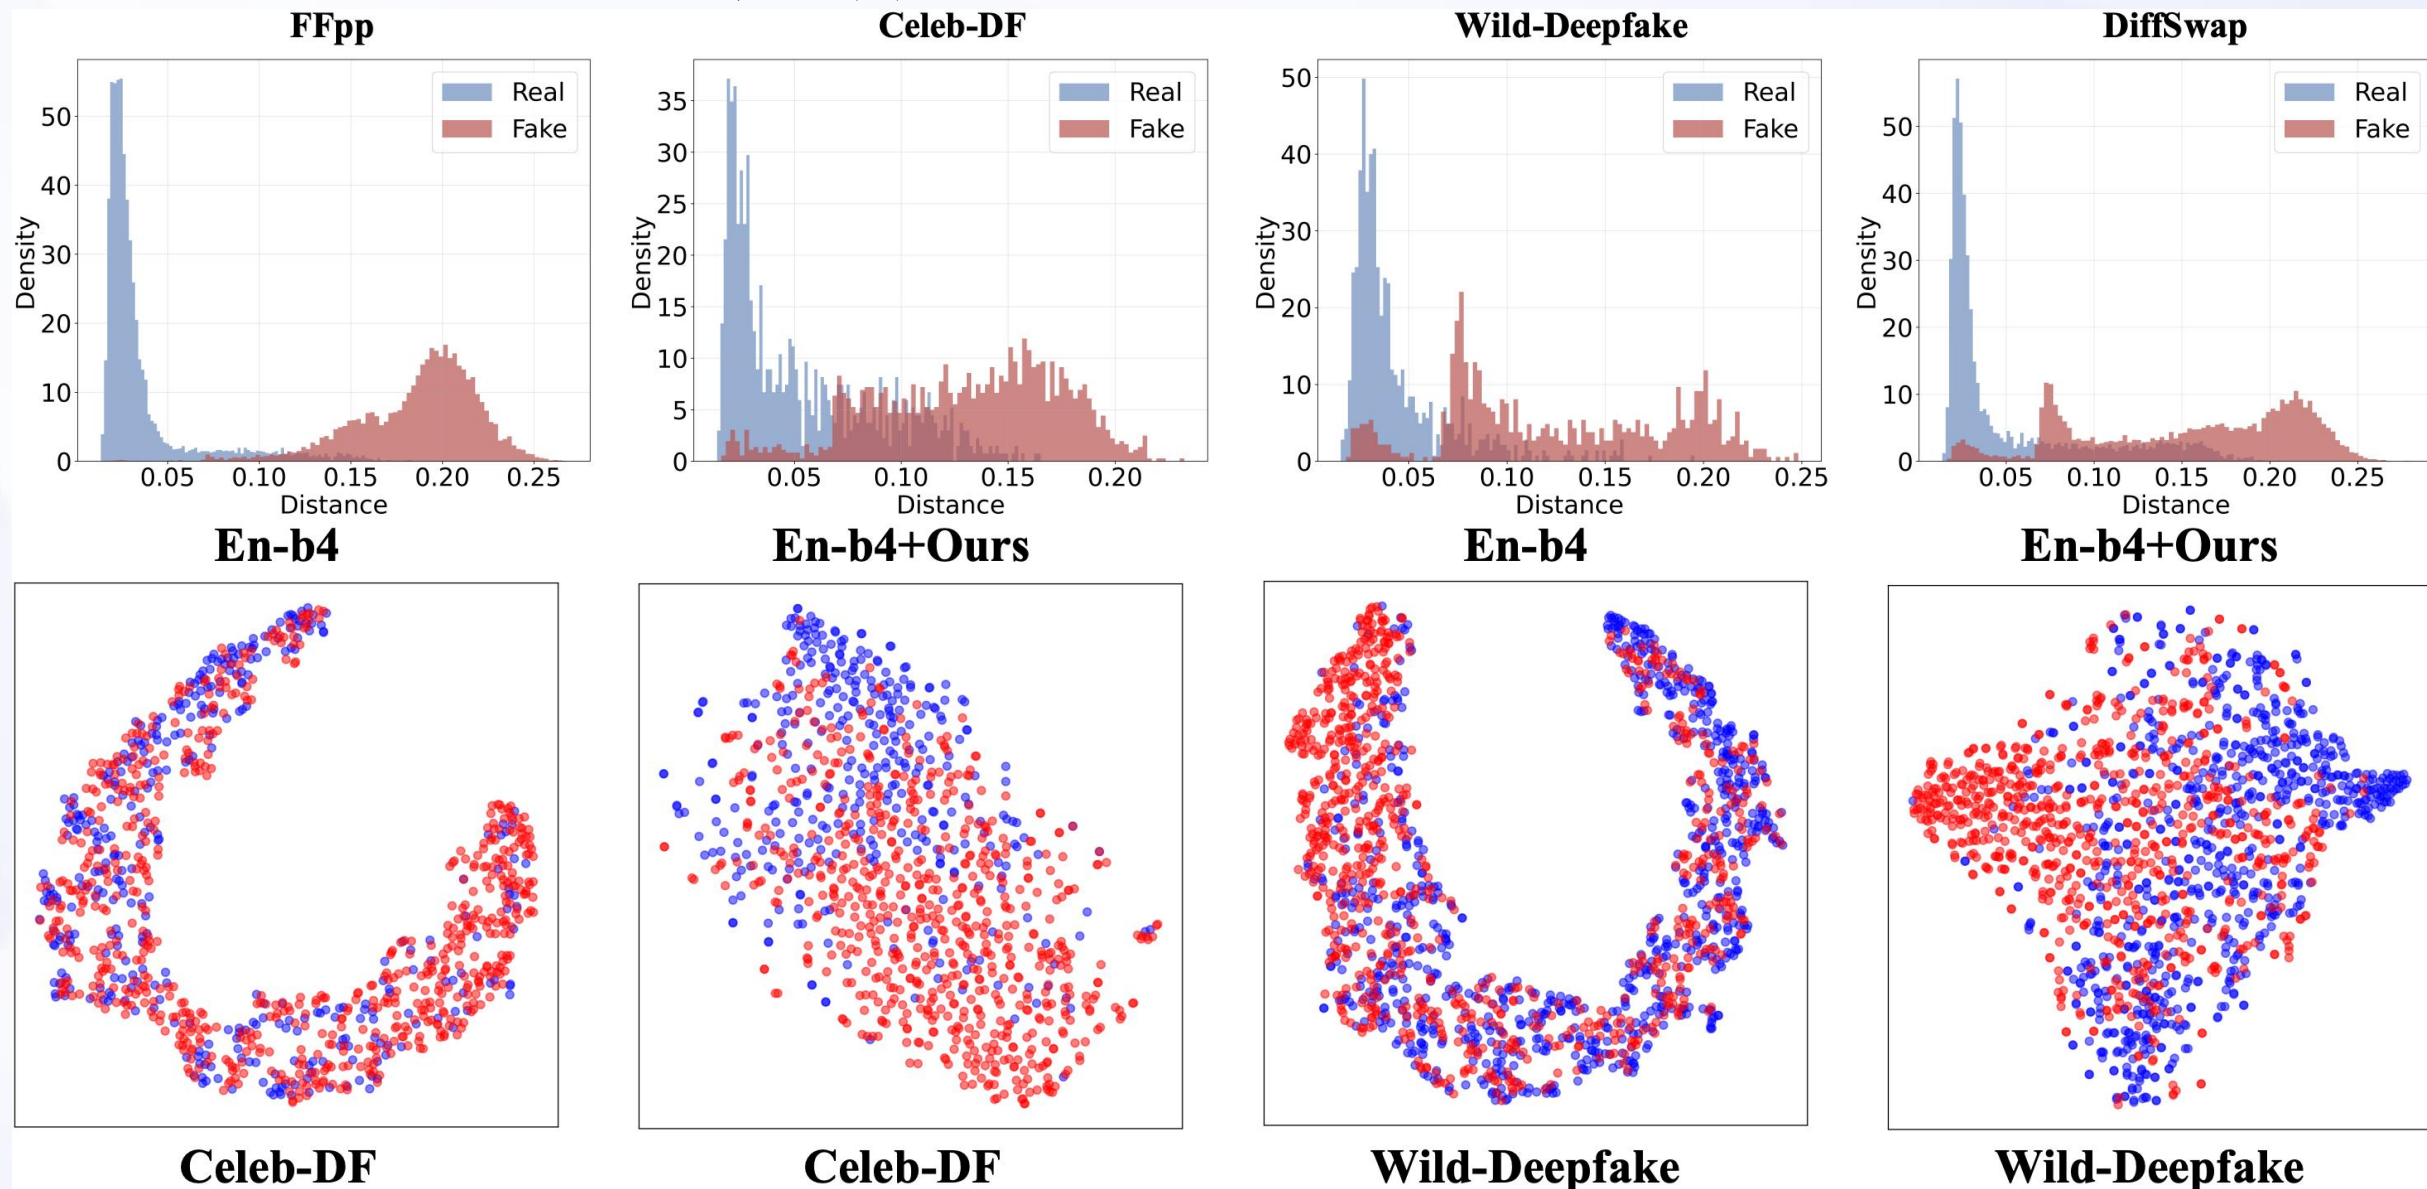 FFpp
Celeb-DF
Wild-Deepfake
DiffSwap
Real
Fake
50
40
30
20
10
0
Density
0.05 0.10 0.15 0.20 0.25
Distance
Real
Fake
35
30
25
20
15
10
5
0
Density
0.05 0.10 0.15 0.20
Distance
Real
Fake
50
40
30
20
10
0
Density
0.05 0.10 0.15 0.20 0.25
Distance
Real
Fake
50
40
30
20
10
0
Density
0.05 0.10 0.15 0.20 0.25
Distance
En-b4
En-b4+Ours
En-b4
En-b4+Ours
Celeb-DF
Celeb-DF
Wild-Deepfake
Wild-Deepfake